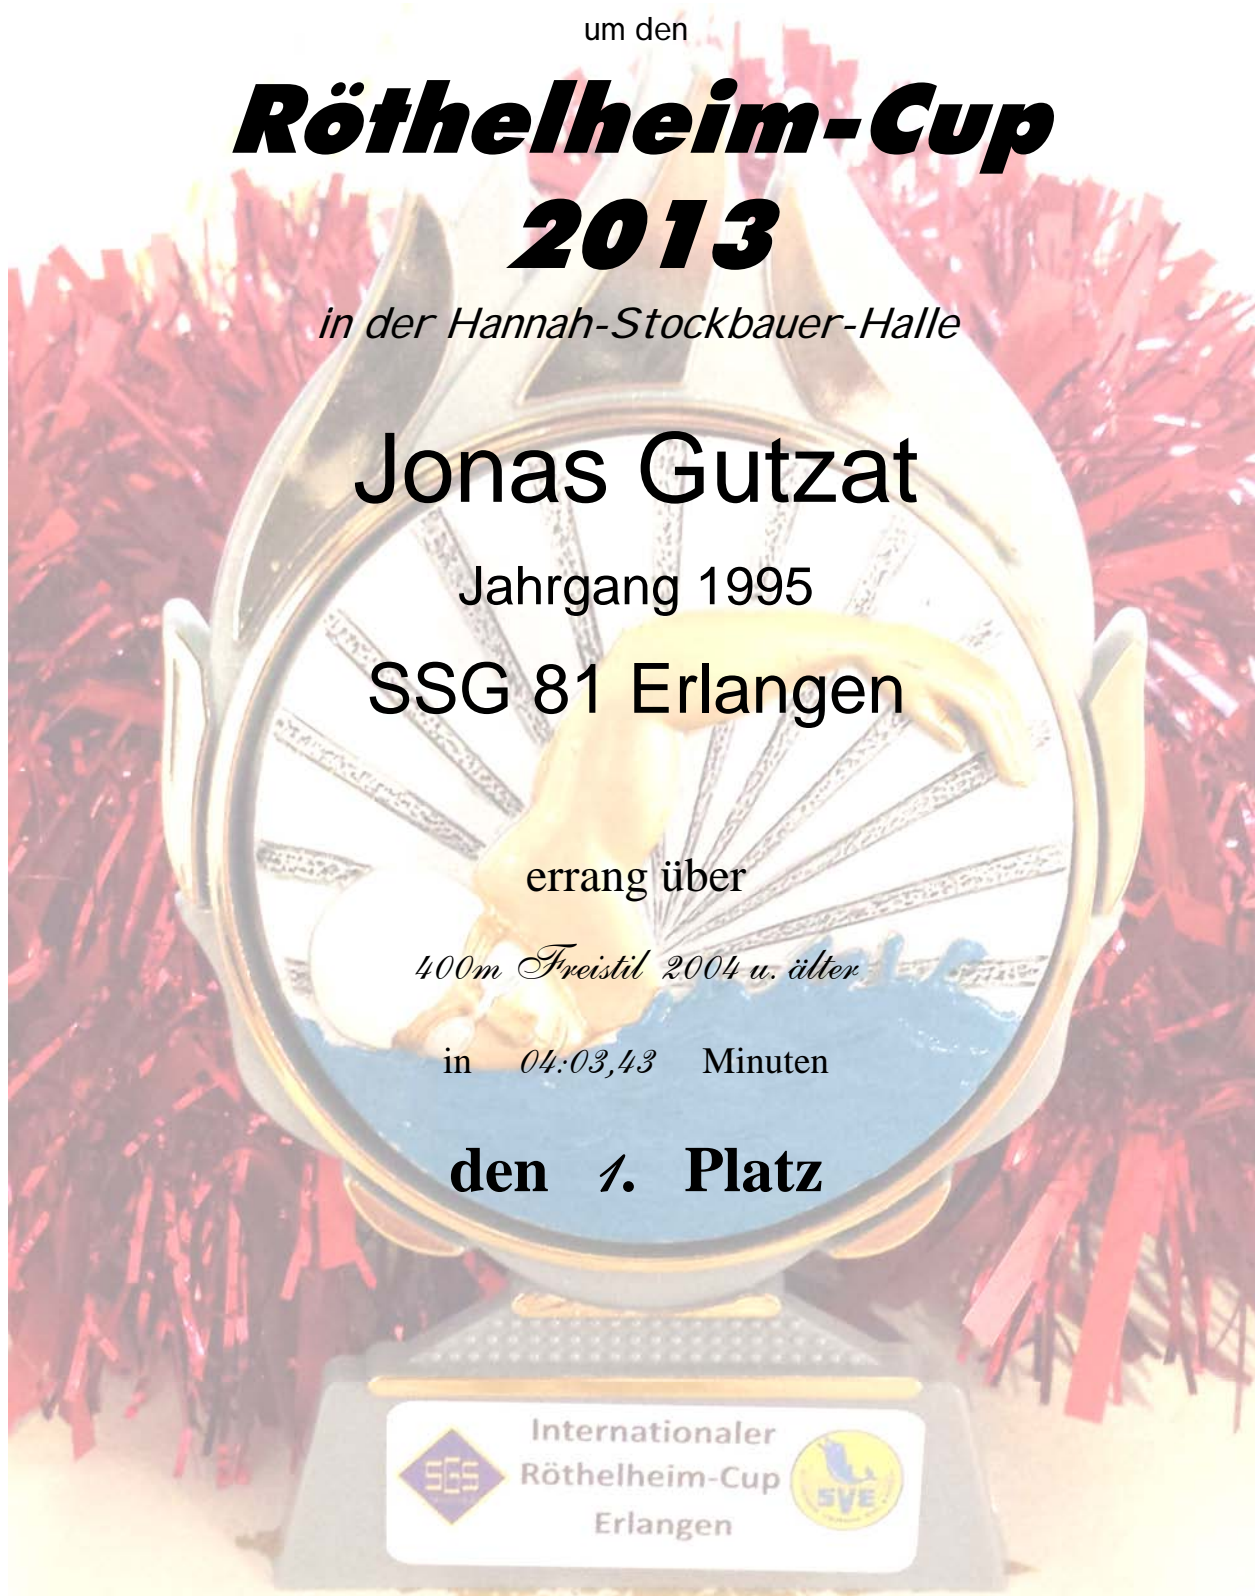 um den
Röthelheim-Cup
2013
in der Hannah-Stockbauer-Halle
Jonas Gutzat
Jahrgang 1995
SSG 81 Erlangen
errang über
400m Freistil 2004 u. älter
in 04:03,43 Minuten
den 1. Platz
Internationaler
Röthelheim-Cup
Erlangen
SGS
SVE